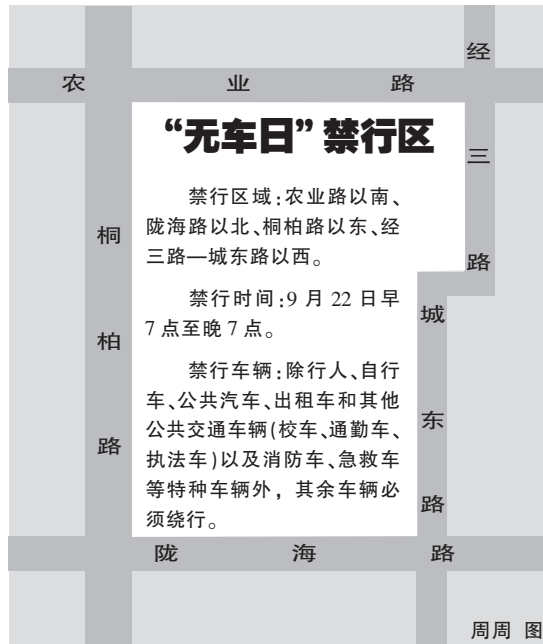 农业路
经三路
“无车日”禁行区
禁行区域:农业路以南、
陇海路以北、桐柏路以东、经
三路—城东路以西。
禁行时间:9 月 22 日早
7 点至晚 7 点。
禁行车辆:除行人、自行
车、公共汽车、出租车和其他
公共交通车辆(校车、通勤车、
执法车)以及消防车、急救车
等特种车辆外，其余车辆必
须绕行。
桐柏路
城东路
陇海路
周周 图